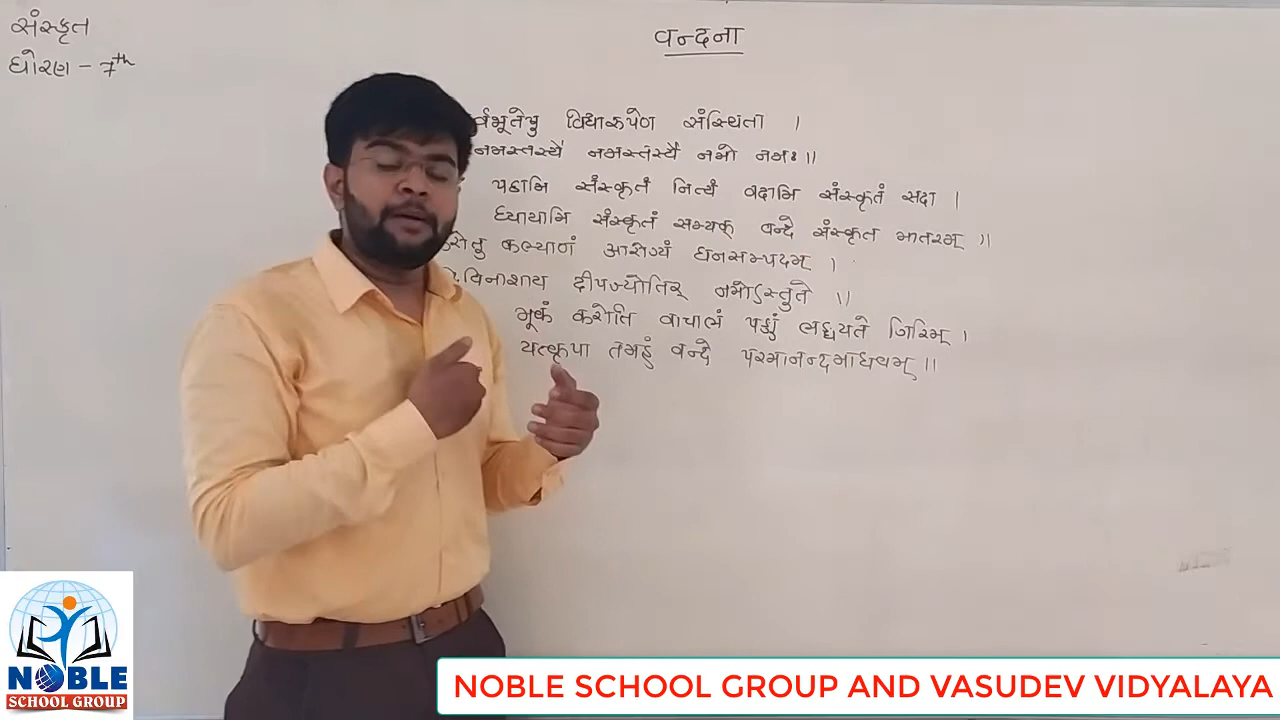 संस्कृत
धोरण – 7th
वन्दना
र्वभूतेषु विद्यारुपेण संस्थिता ।
नमस्तस्यै नमस्तस्यै नमो नमः ॥
पठामि संस्कृतं नित्यं वदामि संस्कृतं सदा ।
ध्यायामि संस्कृतं सम्यक् वन्दे संस्कृत मातरम् ॥
कल्याणं आरोग्यं धनसम्पदम् ।
विनाशाय दीपज्योतिर् नमोऽस्तुते ॥
मूकं करोति वाचालं पङ्गुं लङ्घयते गिरिम् ।
यत्कृपा तमहं वन्दे परमानन्दमाधवम् ॥
NOBLE
SCHOOL GROUP
NOBLE SCHOOL GROUP AND VASUDEV VIDYALAYA